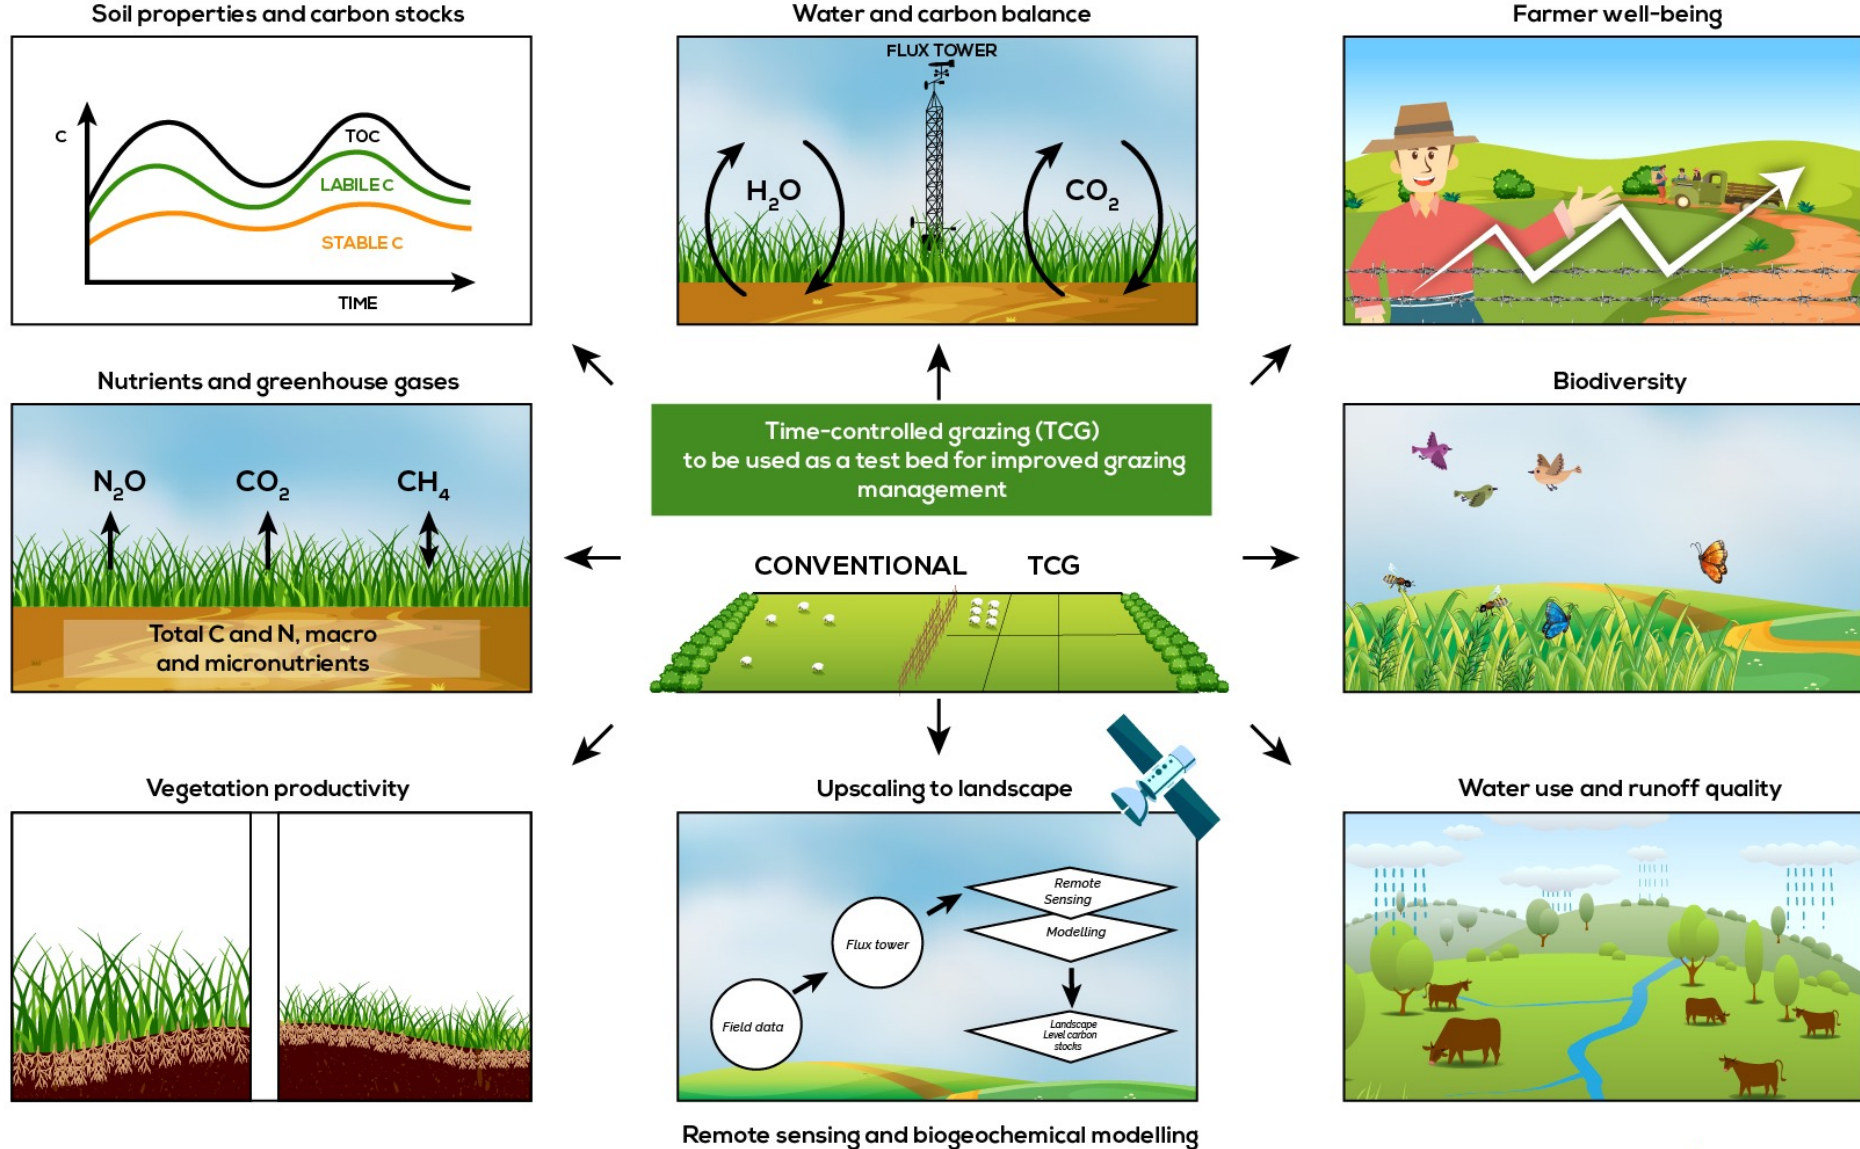 Soil properties and carbon stocks
C
TOC
LABILE C
STABLE C
TIME
Water and carbon balance
FLUX TOWER
H₂O
CO₂
Farmer well-being
Nutrients and greenhouse gases
N₂O
CO₂
CH₄
Total C and N, macro
and micronutrients
Time-controlled grazing (TCG)
to be used as a test bed for improved grazing
management
CONVENTIONAL
TCG
Biodiversity
Vegetation productivity
Upscaling to landscape
Field data
Flux tower
Remote
Sensing
Modelling
Landscape
Level carbon
stocks
Remote sensing and biogeochemical modelling
Water use and runoff quality